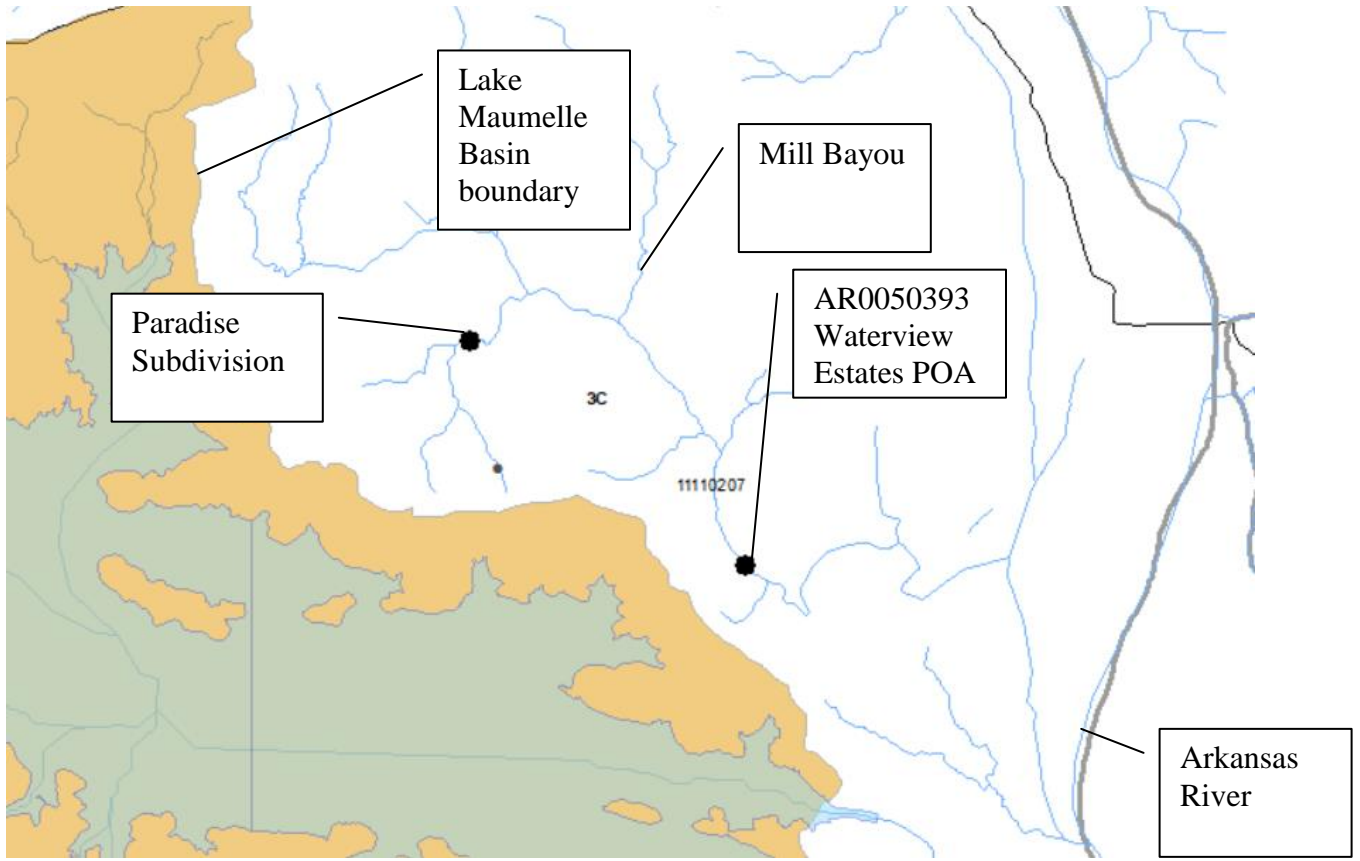 Lake
Maumelle
Basin
boundary
Mill Bayou
AR0050393
Waterview
Estates POA
Paradise
Subdivision
3C
11110207
Arkansas
River